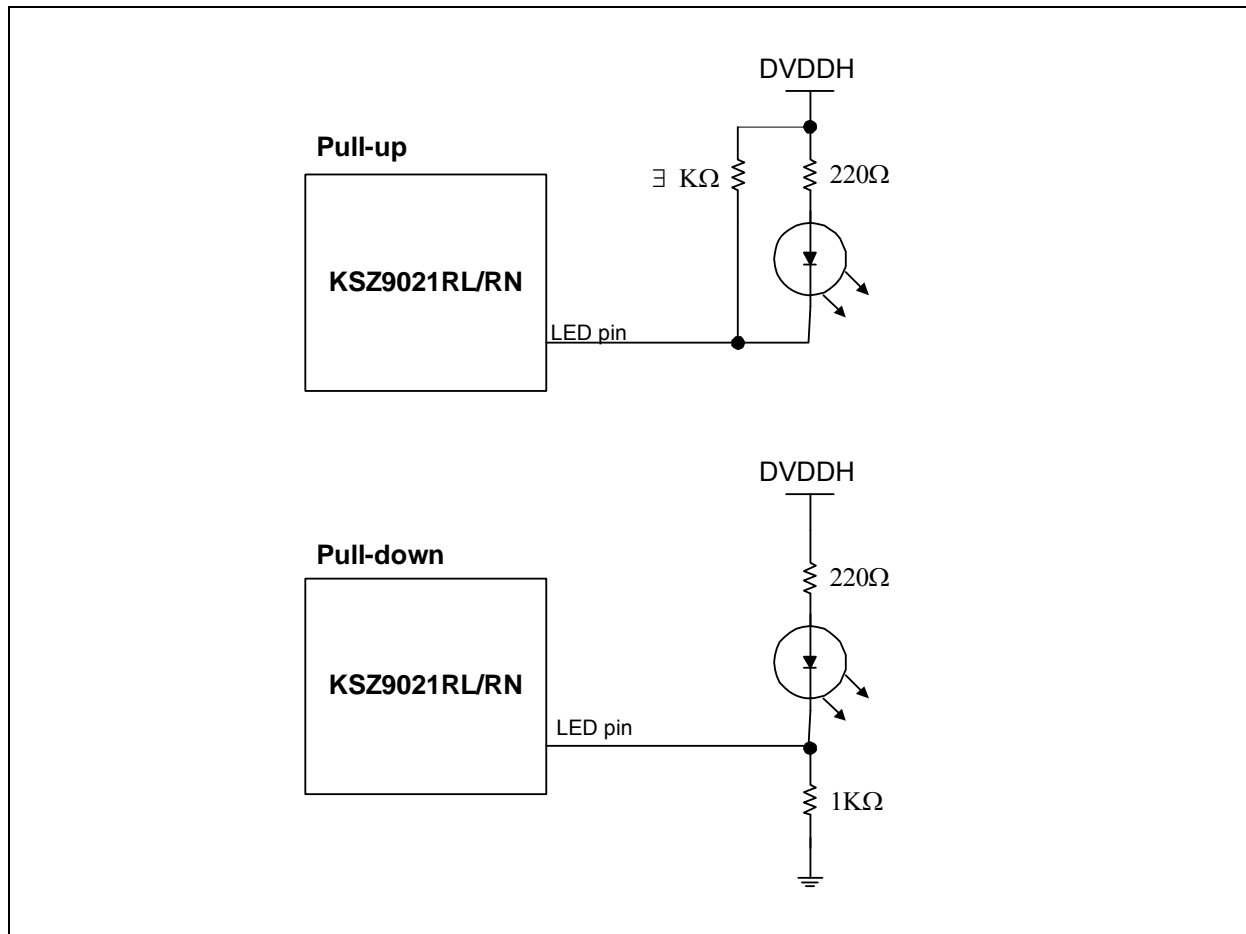 DVDDH
Pull-up
∃ KΩ
220Ω
KSZ9021RL/RN
LED pin
DVDDH
Pull-down
220Ω
KSZ9021RL/RN
LED pin
1KΩ